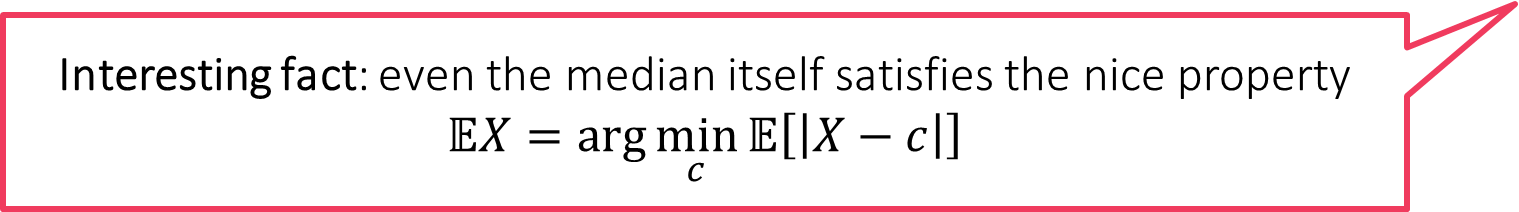 Interesting fact: even the median itself satisfies the nice property
𝔼X = arg min 𝔼[|X − c|]
c